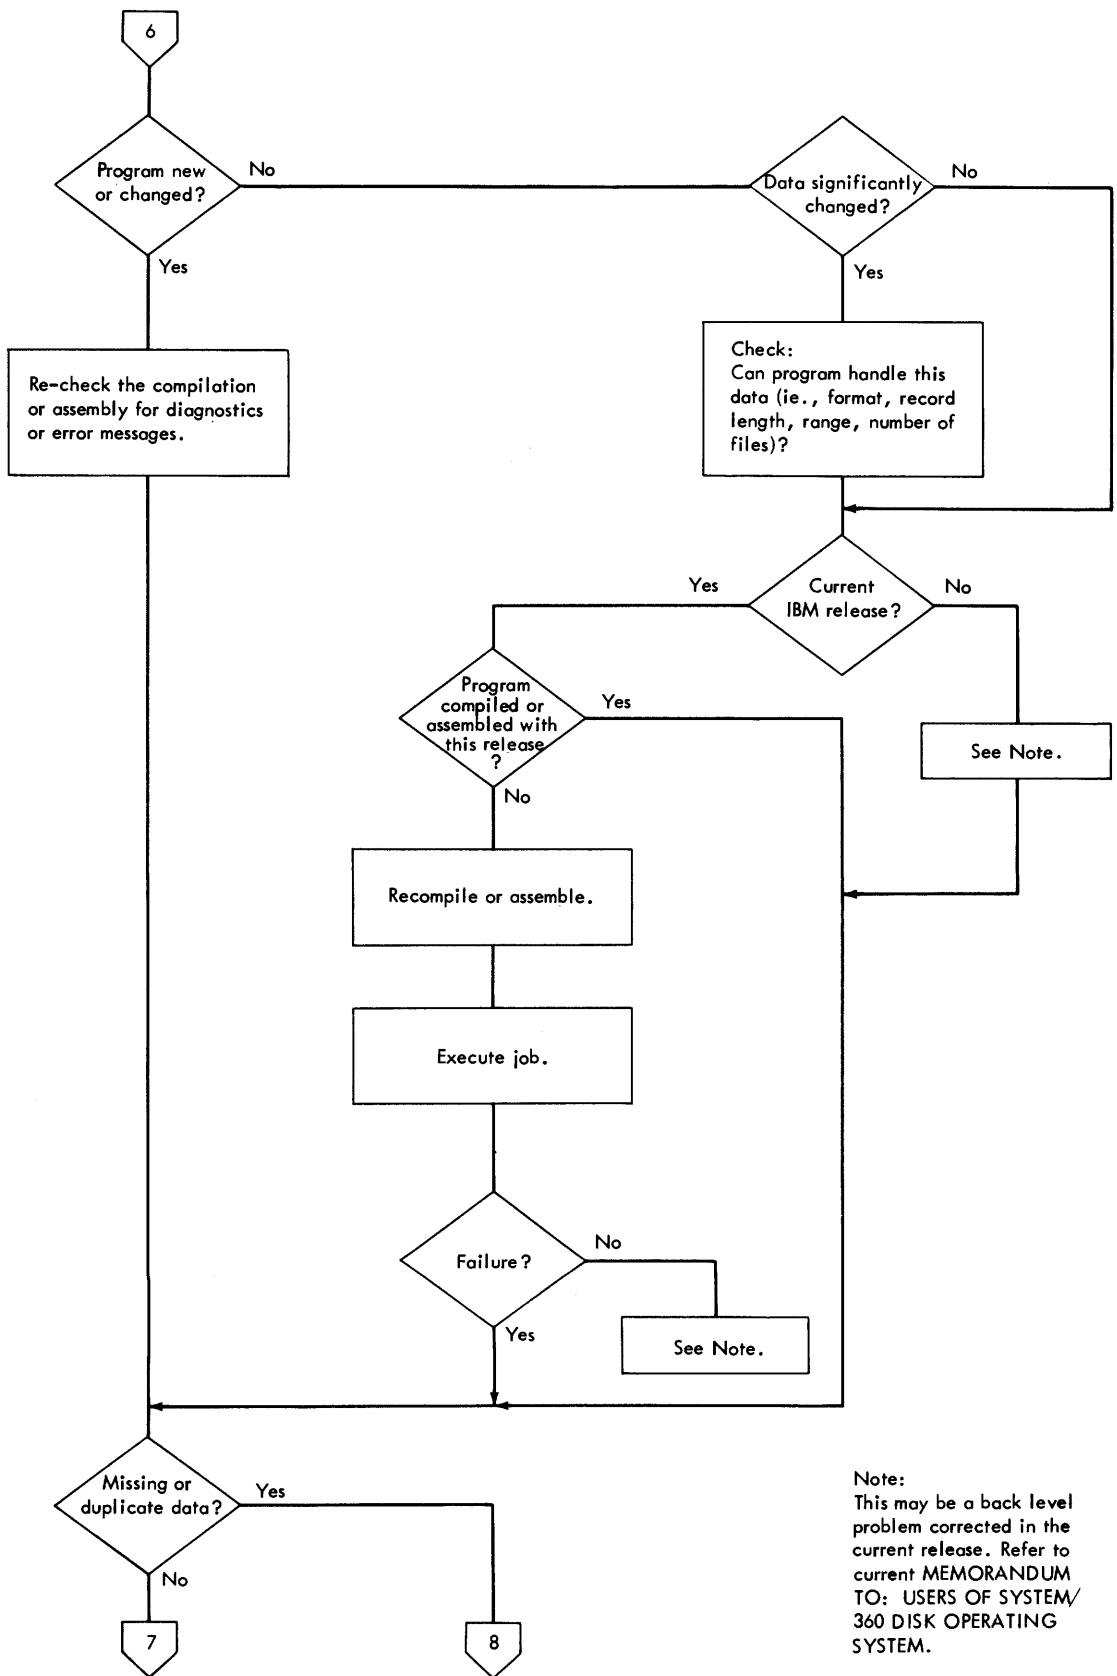 6
Program new
or changed?
No
Yes
Data significantly
changed?
No
Yes
Re-check the compilation
or assembly for diagnostics
or error messages.
Check:
Can program handle this
data (ie., format, record
length, range, number of
files)?
Current
IBM release?
Yes
No
Program
compiled or
assembled with
this release
?
Yes
No
See Note.
Recompile or assemble.
Execute job.
Failure?
No
Yes
See Note.
Missing or
duplicate data?
Yes
No
7
8
Note:
This may be a back level
problem corrected in the
current release. Refer to
current MEMORANDUM
TO: USERS OF SYSTEM/
360 DISK OPERATING
SYSTEM.